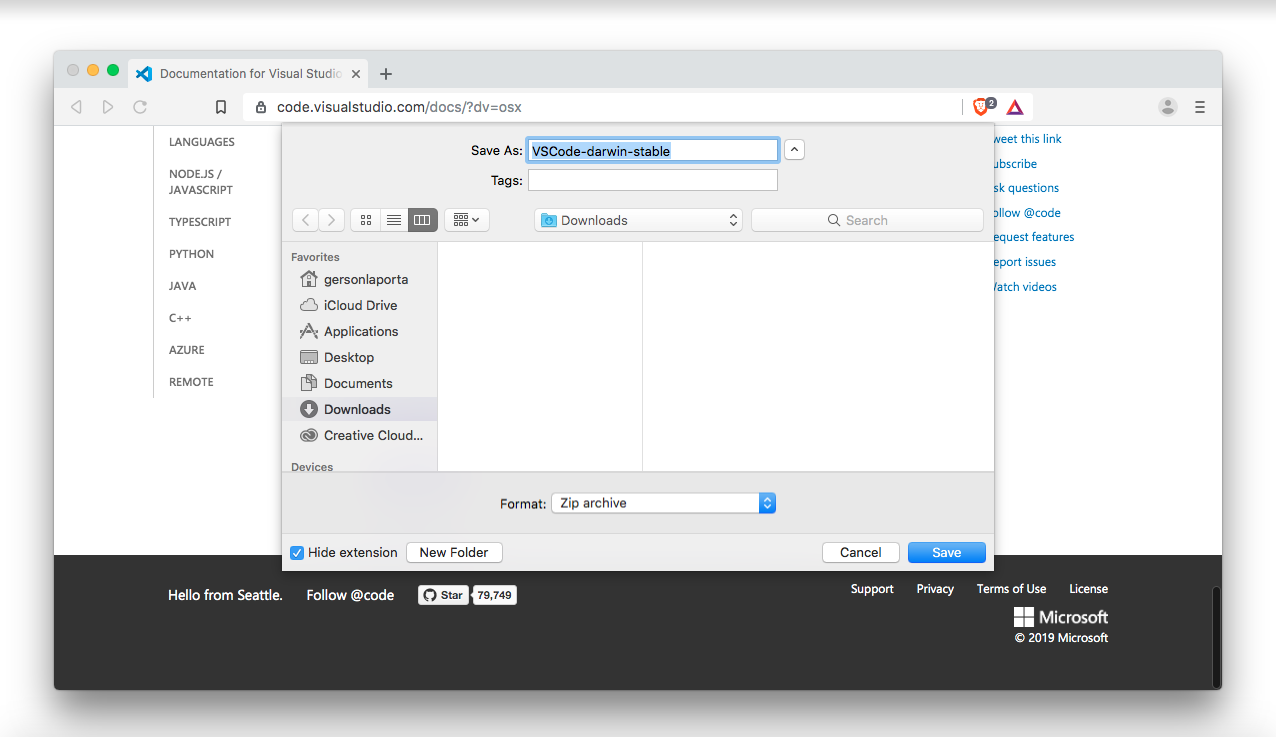 Documentation for Visual Studio
code.visualstudio.com/docs/?dv=osx
2
LANGUAGES
NODE.JS /
JAVASCRIPT
TYPESCRIPT
PYTHON
JAVA
C++
AZURE
REMOTE
Save As: VSCode-darwin-stable
Tags:
Downloads
Search
Favorites
gersonlaporta
iCloud Drive
Applications
Desktop
Documents
Downloads
Creative Cloud...
Devices
Format: Zip archive
Hide extension
New Folder
Cancel
Save
weet this link
ubscribe
sk questions
ollow @code
equest features
eport issues
atch videos
Hello from Seattle.
Follow @code
Star
79,749
Support
Privacy
Terms of Use
License
Microsoft
© 2019 Microsoft